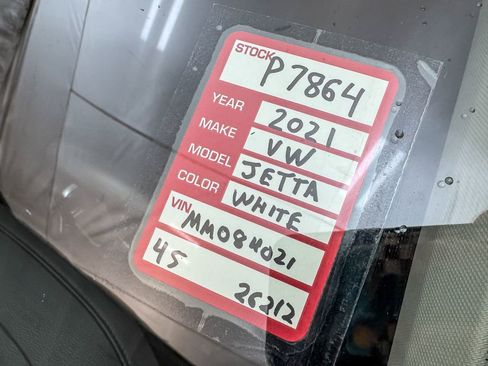 STOCK P7864
YEAR 2021
MAKE VW
MODEL JETTA
COLOR WHITE
VIN MM084021
45 26212